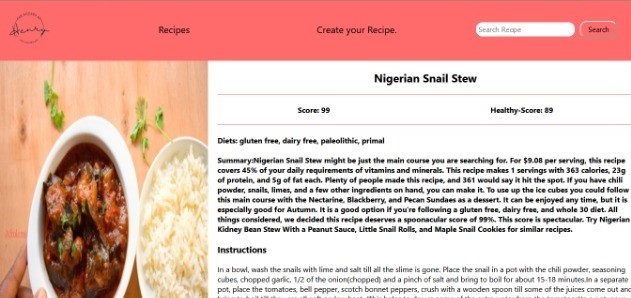 Henry
Recipes
Create your Recipe.
Search Recipe
Search
Nigerian Snail Stew
Score: 99
Healthy-Score: 89
Diets: gluten free, dairy free, paleolithic, primal
Summary:Nigerian Snail Stew might be just the main course you are searching for. For $9.08 per serving, this recipe
covers 45% of your daily requirements of vitamins and minerals. This recipe makes 1 servings with 363 calories, 23g
of protein, and 5g of fat each. Plenty of people made this recipe, and 361 would say it hit the spot. If you have chili
powder, snails, limes, and a few other ingredients on hand, you can make it. To use up the ice cubes you could follow
this main course with the Nectarine, Blackberry, and Pecan Sundaes as a dessert. It can be enjoyed any time, but it is
especially good for Autumn. It is a good option if you're following a gluten free, dairy free, and whole 30 diet. All
things considered, we decided this recipe deserves a spoonacular score of 99%. This score is spectacular. Try Nigerian
Kidney Bean Stew With a Peanut Sauce, Little Snail Rolls, and Maple Snail Cookies for similar recipes.
Instructions
In a bowl, wash the snails with lime and salt till all the slime is gone. Place the snail in a pot with the chili powder, seasoning
cubes, chopped garlic, 1/2 of the onion(chopped) and a pinch of salt and bring to boil for about 15-18 minutes.In a separate
pot, place the tomatoes, bell pepper, scotch bonnet peppers, crush with a wooden spoon till some of the juices come out and